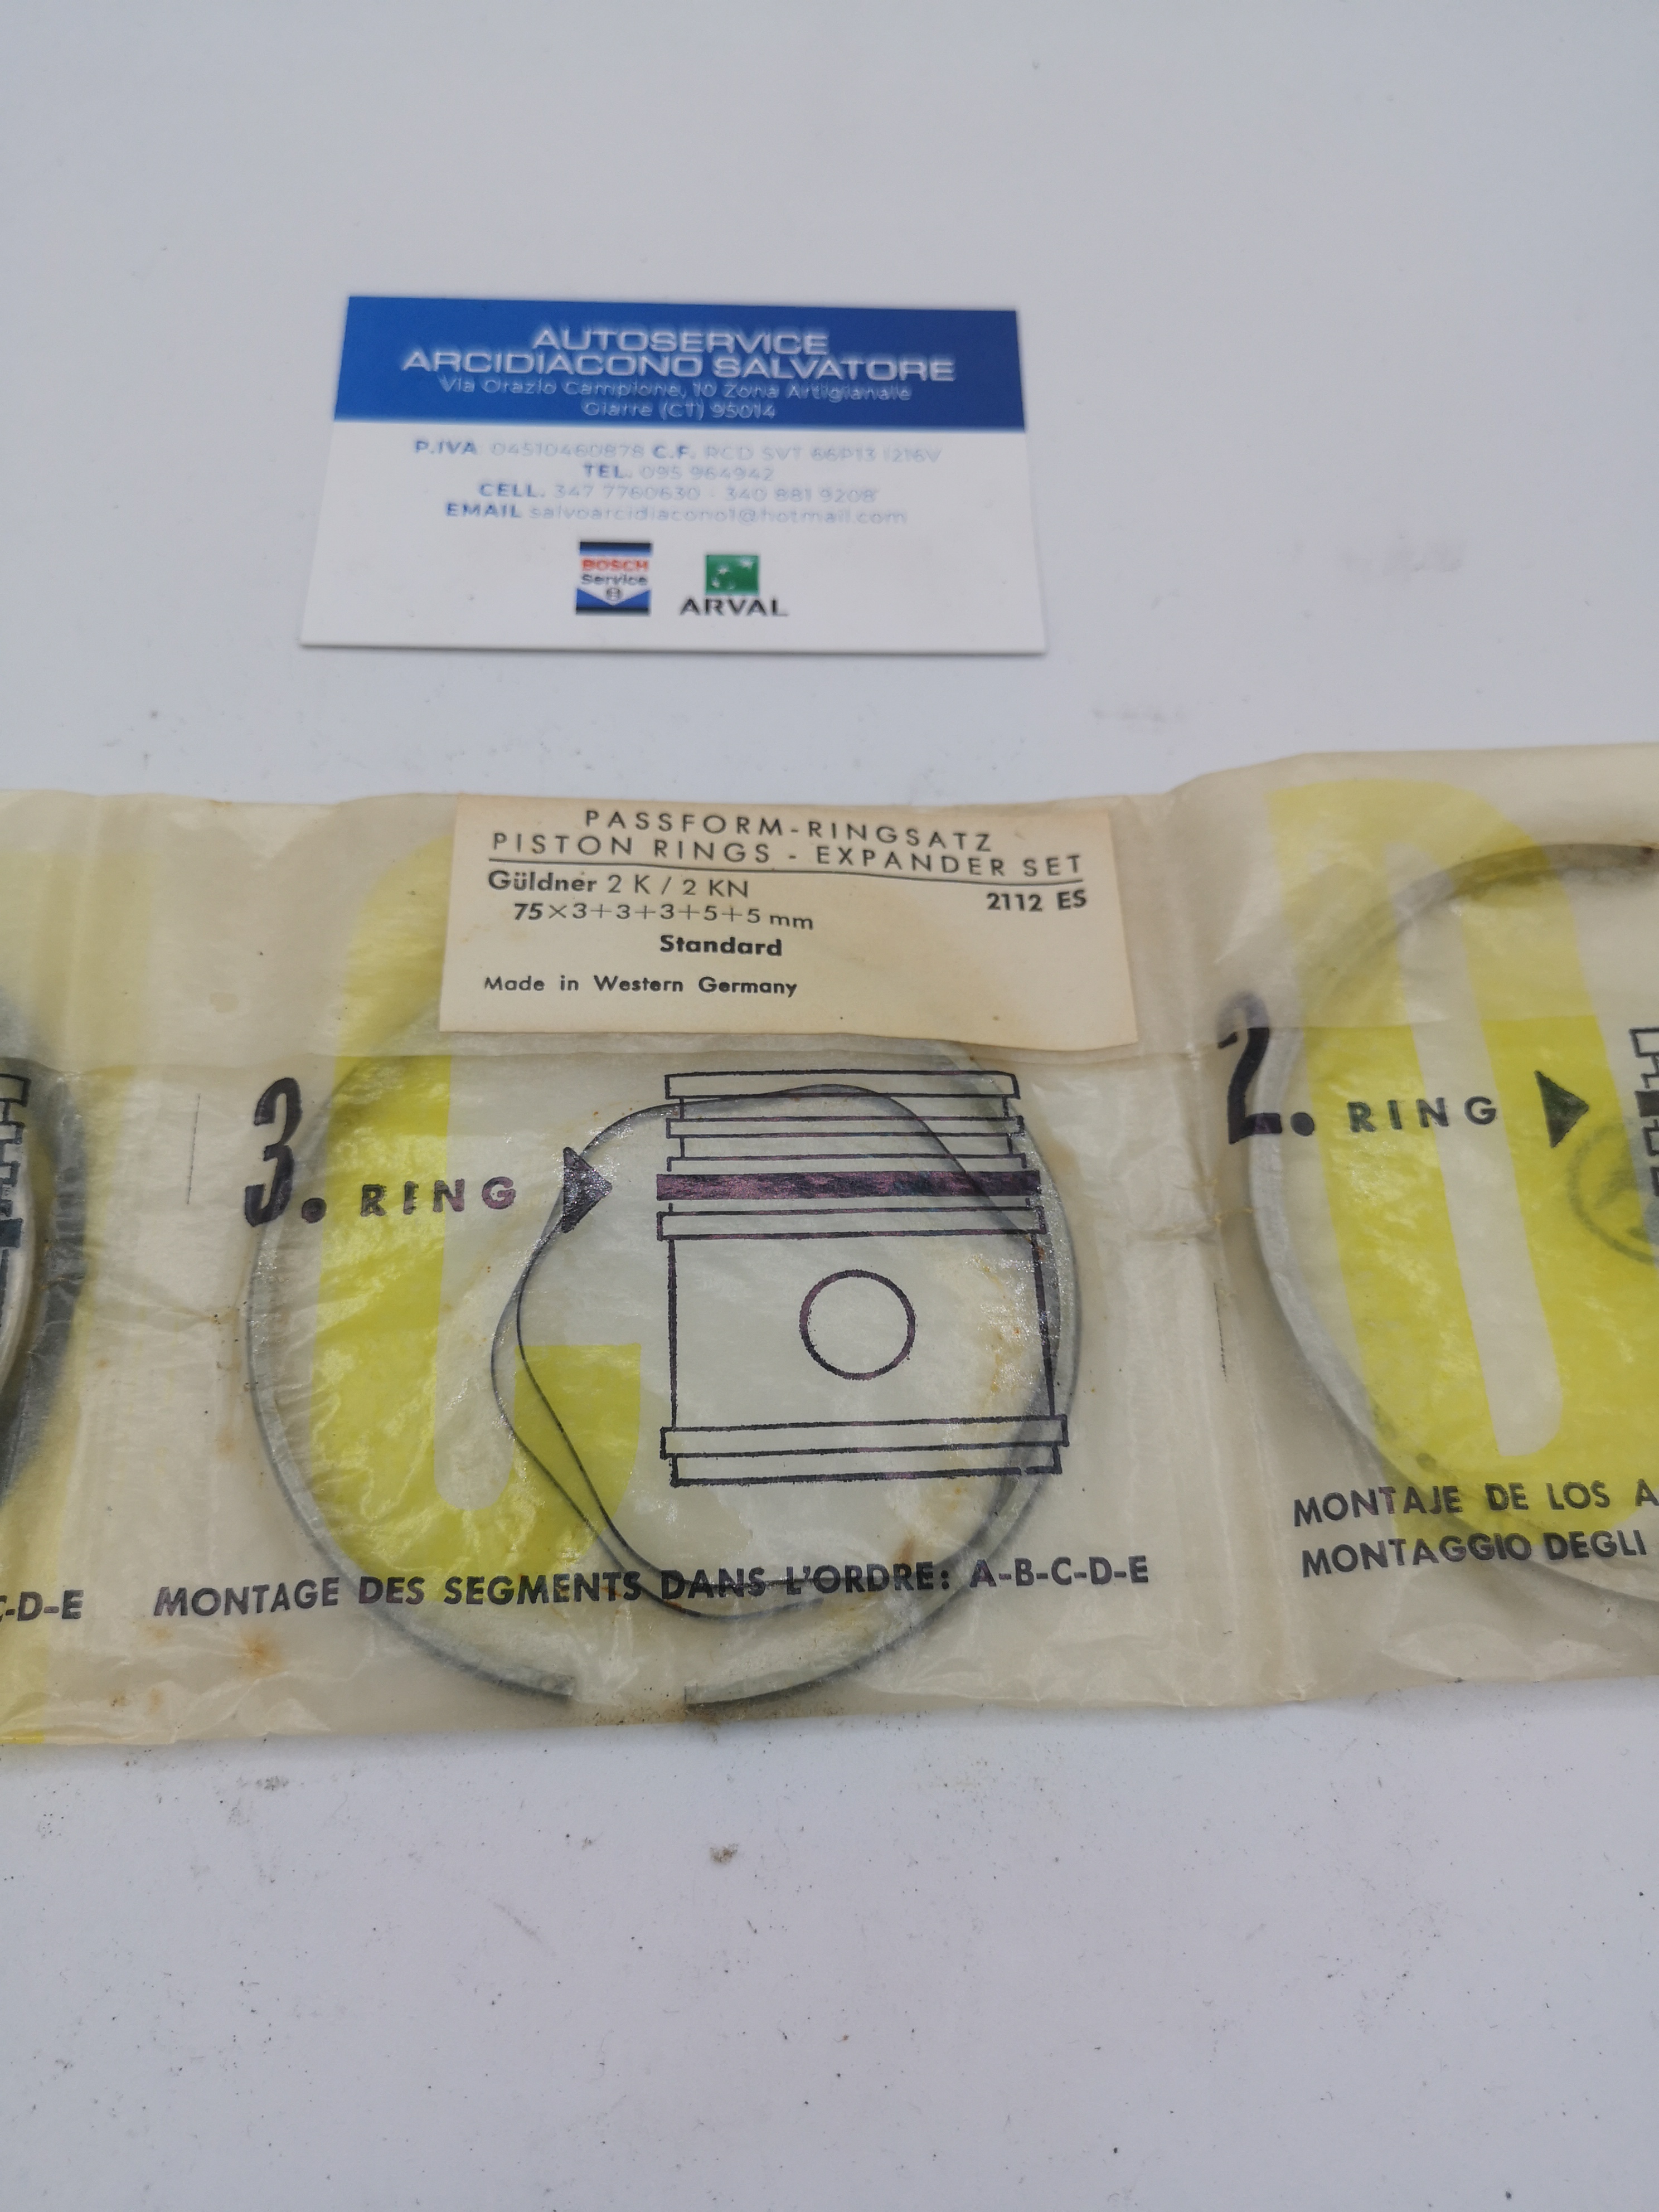 AUTOSERVICE
ARCIDIACONO SALVATORE
Via Orazio Campione, 10 Zona Artigianale
Giarre (CT) 95014
P.IVA 04510460878 C.F. RCD SVT 66P13 I216V
TEL. 095 964942
CELL. 347 7760630 - 340 881 9208
EMAIL salvoarcidiacono1@hotmail.com
BOSCH
Service
ARVAL
PASSFORM-RINGSATZ
PISTON RINGS - EXPANDER SET
Güldner 2 K / 2 KN 2112 ES
75×3+3+3+5+5 mm
Standard
Made in Western Germany
3. RING
2. RING
C-D-E
MONTAGE DES SEGMENTS DANS L'ORDRE: A-B-C-D-E
MONTAJE DE LOS A
MONTAGGIO DEGLI